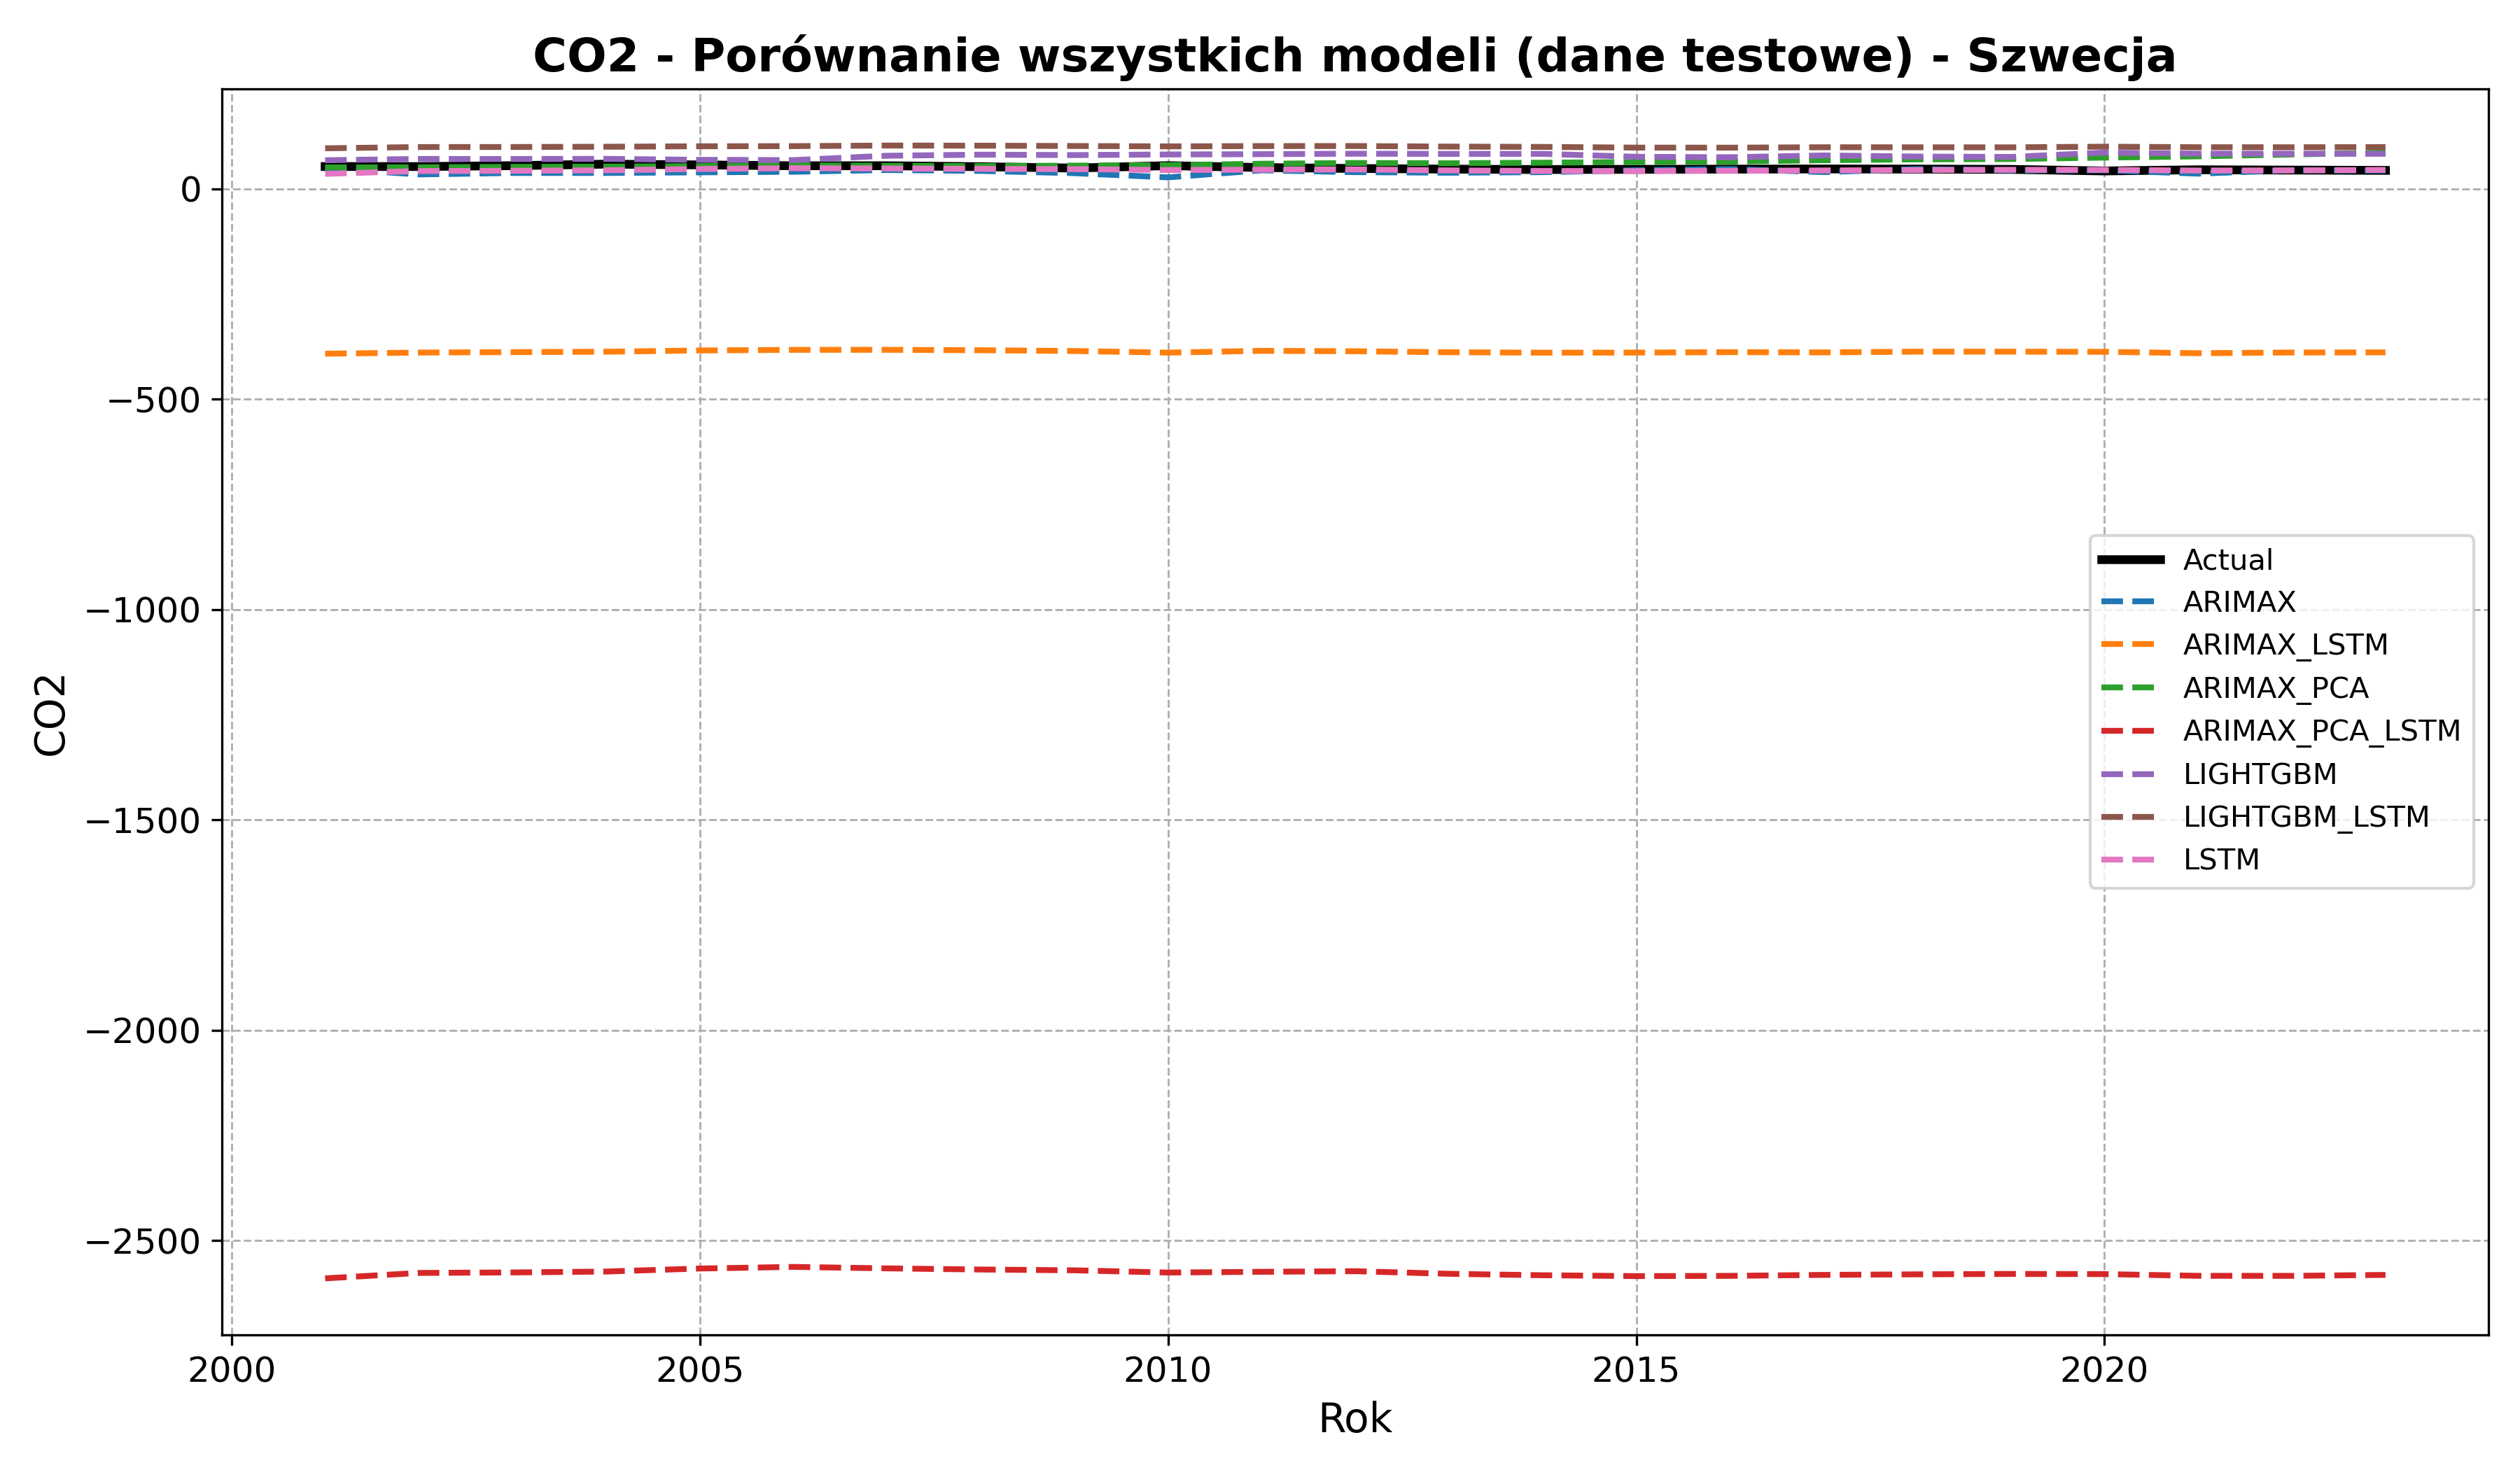 CO2 - Porównanie wszystkich modeli (dane testowe) - Szwecja
CO2
0
−500
−1000
−1500
−2000
−2500
2000
2005
2010
2015
2020
Rok
Actual
ARIMAX
ARIMAX_LSTM
ARIMAX_PCA
ARIMAX_PCA_LSTM
LIGHTGBM
LIGHTGBM_LSTM
LSTM